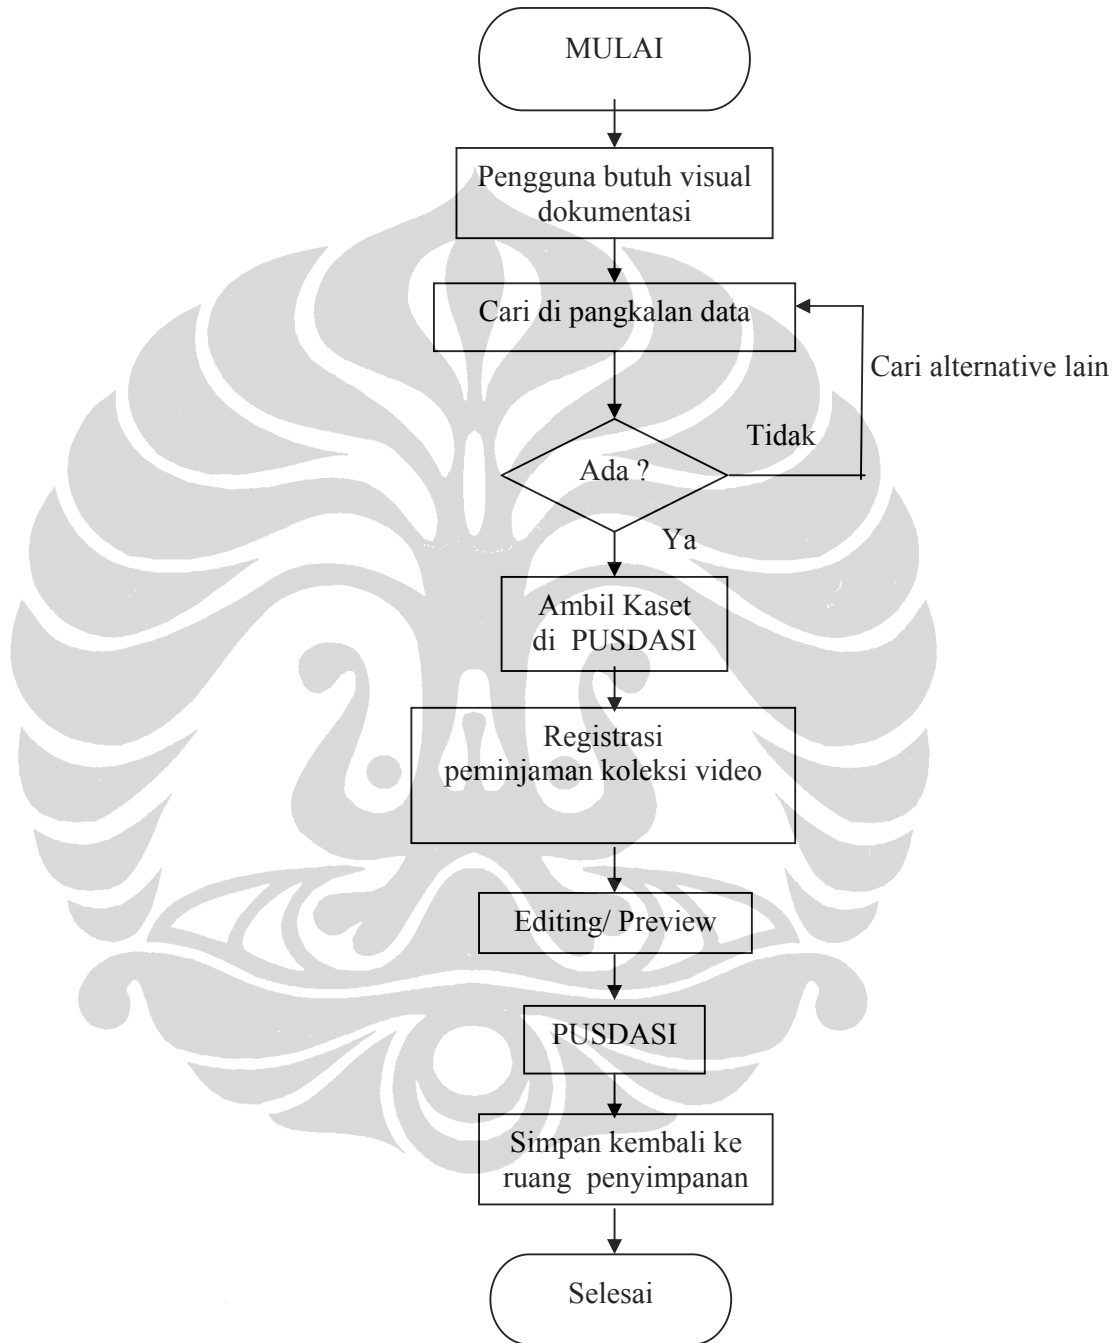 MULAI
Pengguna butuh visual
dokumentasi
Cari di pangkalan data
Cari alternative lain
Tidak
Ada ?
Ya
Ambil Kaset
di PUSDASI
Registrasi
peminjaman koleksi video
Editing/ Preview
PUSDASI
Simpan kembali ke
ruang penyimpanan
Selesai